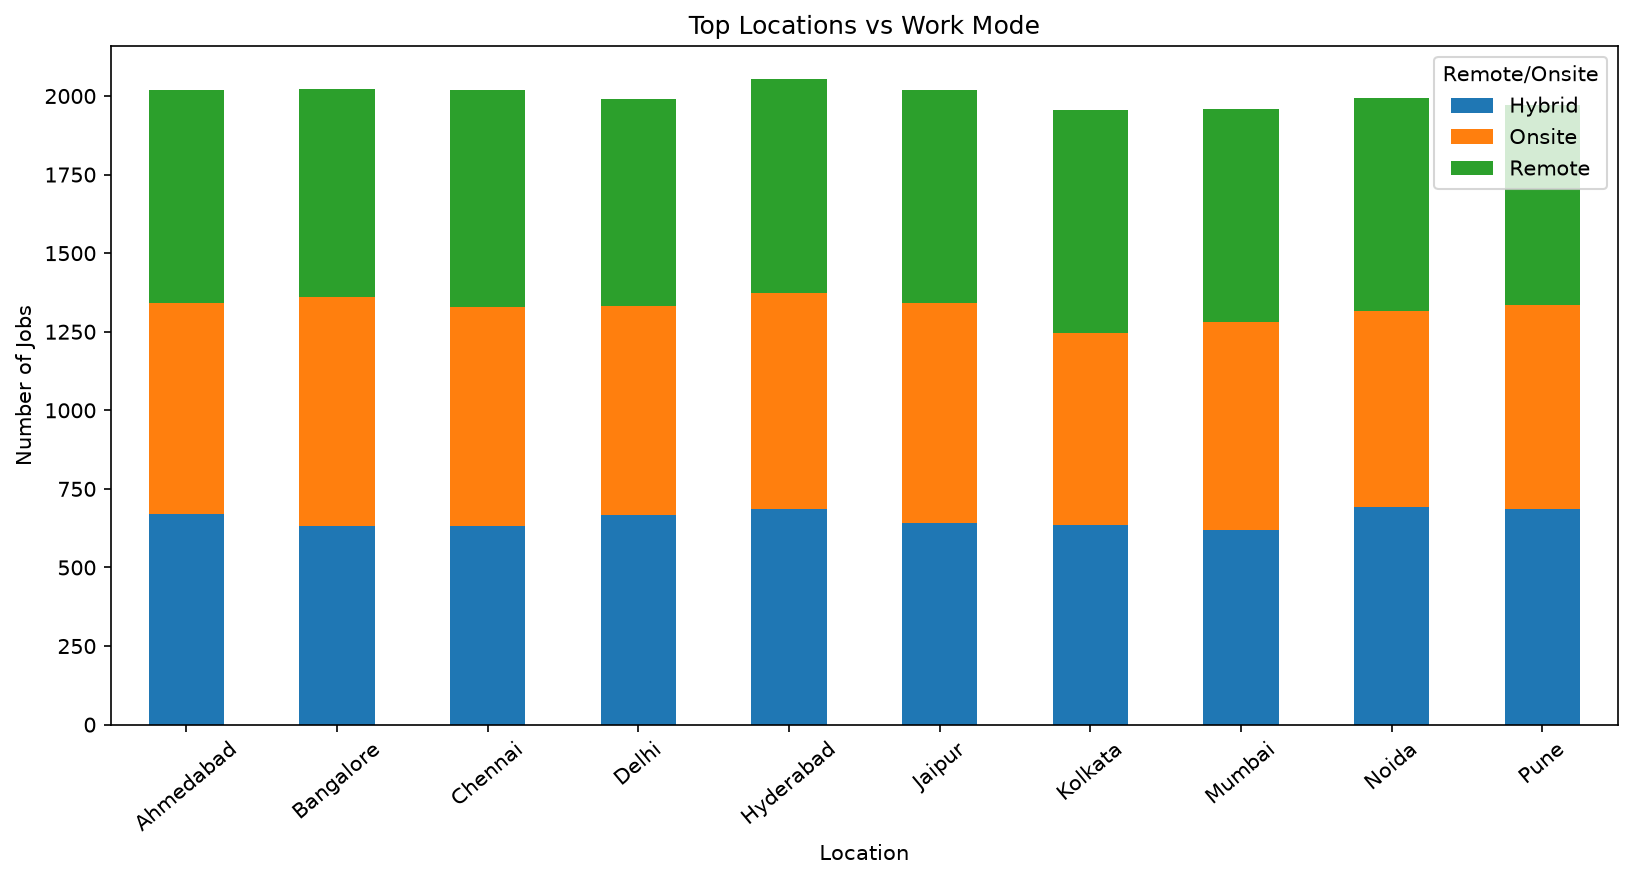 Top Locations vs Work Mode
Remote/Onsite
Hybrid
Onsite
Remote
Number of Jobs
2000
1750
1500
1250
1000
750
500
250
0
Ahmedabad
Bangalore
Chennai
Delhi
Hyderabad
Jaipur
Kolkata
Mumbai
Noida
Pune
Location